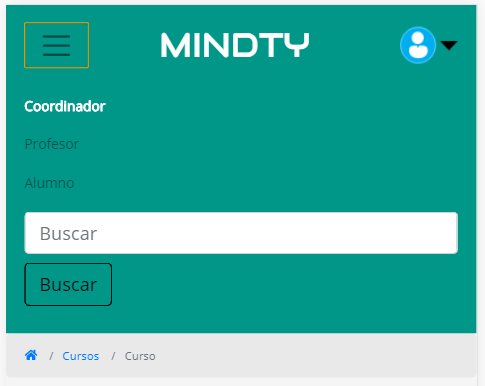 MINDTY
Coordinador
Profesor
Alumno
Buscar
Buscar
/ Cursos / Curso